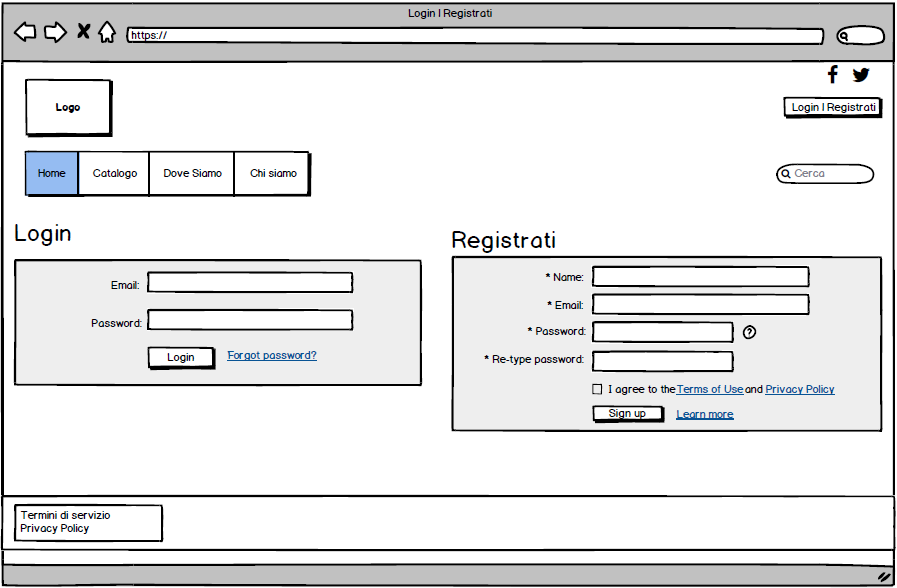 Login | Registrati
https://
Logo
Login | Registrati
Home Catalogo Dove Siamo Chi siamo
Cerca
Login
Email:
Password:
Login Forgot password?
Registrati
* Name:
* Email:
* Password: ?
* Re-type password:
I agree to the Terms of Use and Privacy Policy
Sign up Learn more
Termini di servizio
Privacy Policy